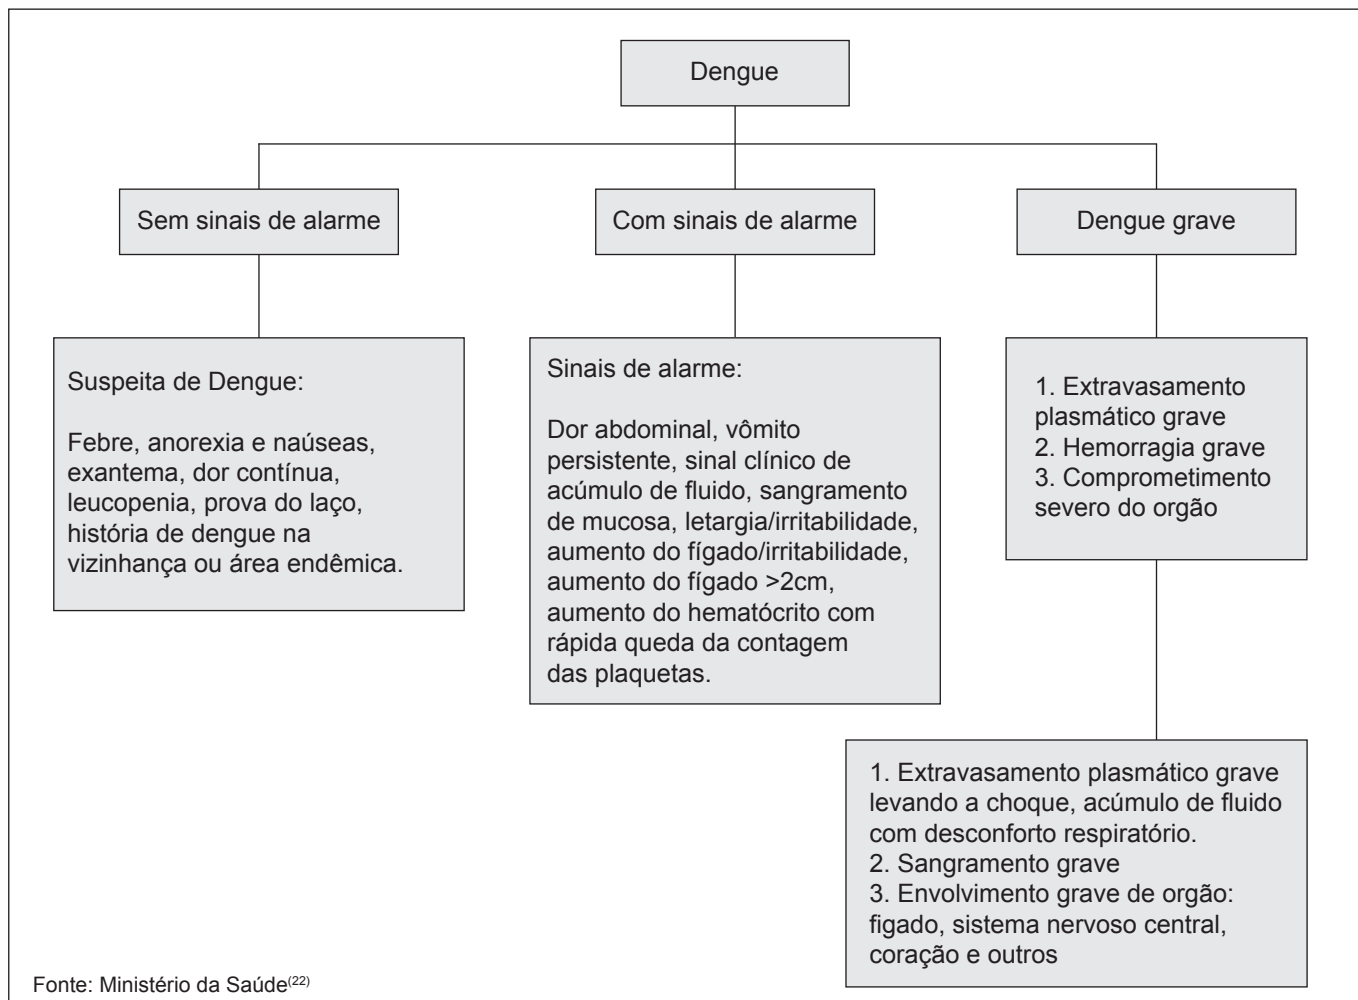 Dengue
Sem sinais de alarme
Com sinais de alarme
Dengue grave
Suspeita de Dengue:
Febre, anorexia e naúseas,
exantema, dor contínua,
leucopenia, prova do laço,
história de dengue na
vizinhança ou área endêmica.
Sinais de alarme:
Dor abdominal, vômito
persistente, sinal clínico de
acúmulo de fluido, sangramento
de mucosa, letargia/irritabilidade,
aumento do fígado/irritabilidade,
aumento do fígado >2cm,
aumento do hematócrito com
rápida queda da contagem
das plaquetas.
1. Extravasamento
plasmático grave
2. Hemorragia grave
3. Comprometimento
severo do orgão
1. Extravasamento plasmático grave
levando a choque, acúmulo de fluido
com desconforto respiratório.
2. Sangramento grave
3. Envolvimento grave de orgão:
figado, sistema nervoso central,
coração e outros
Fonte: Ministério da Saúde(22)